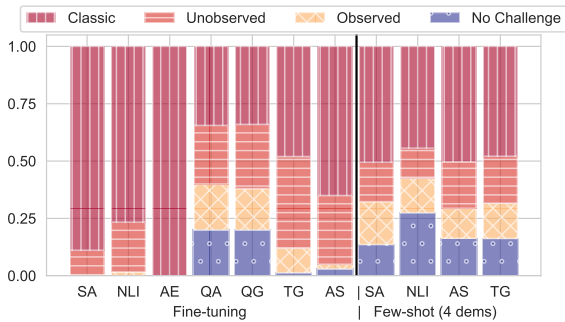 Classic Unobserved Observed No Challenge
1.00
0.75
0.50
0.25
0.00
SA NLI AE QA QG TG AS | SA NLI AS TG
Fine-tuning | Few-shot (4 dems)